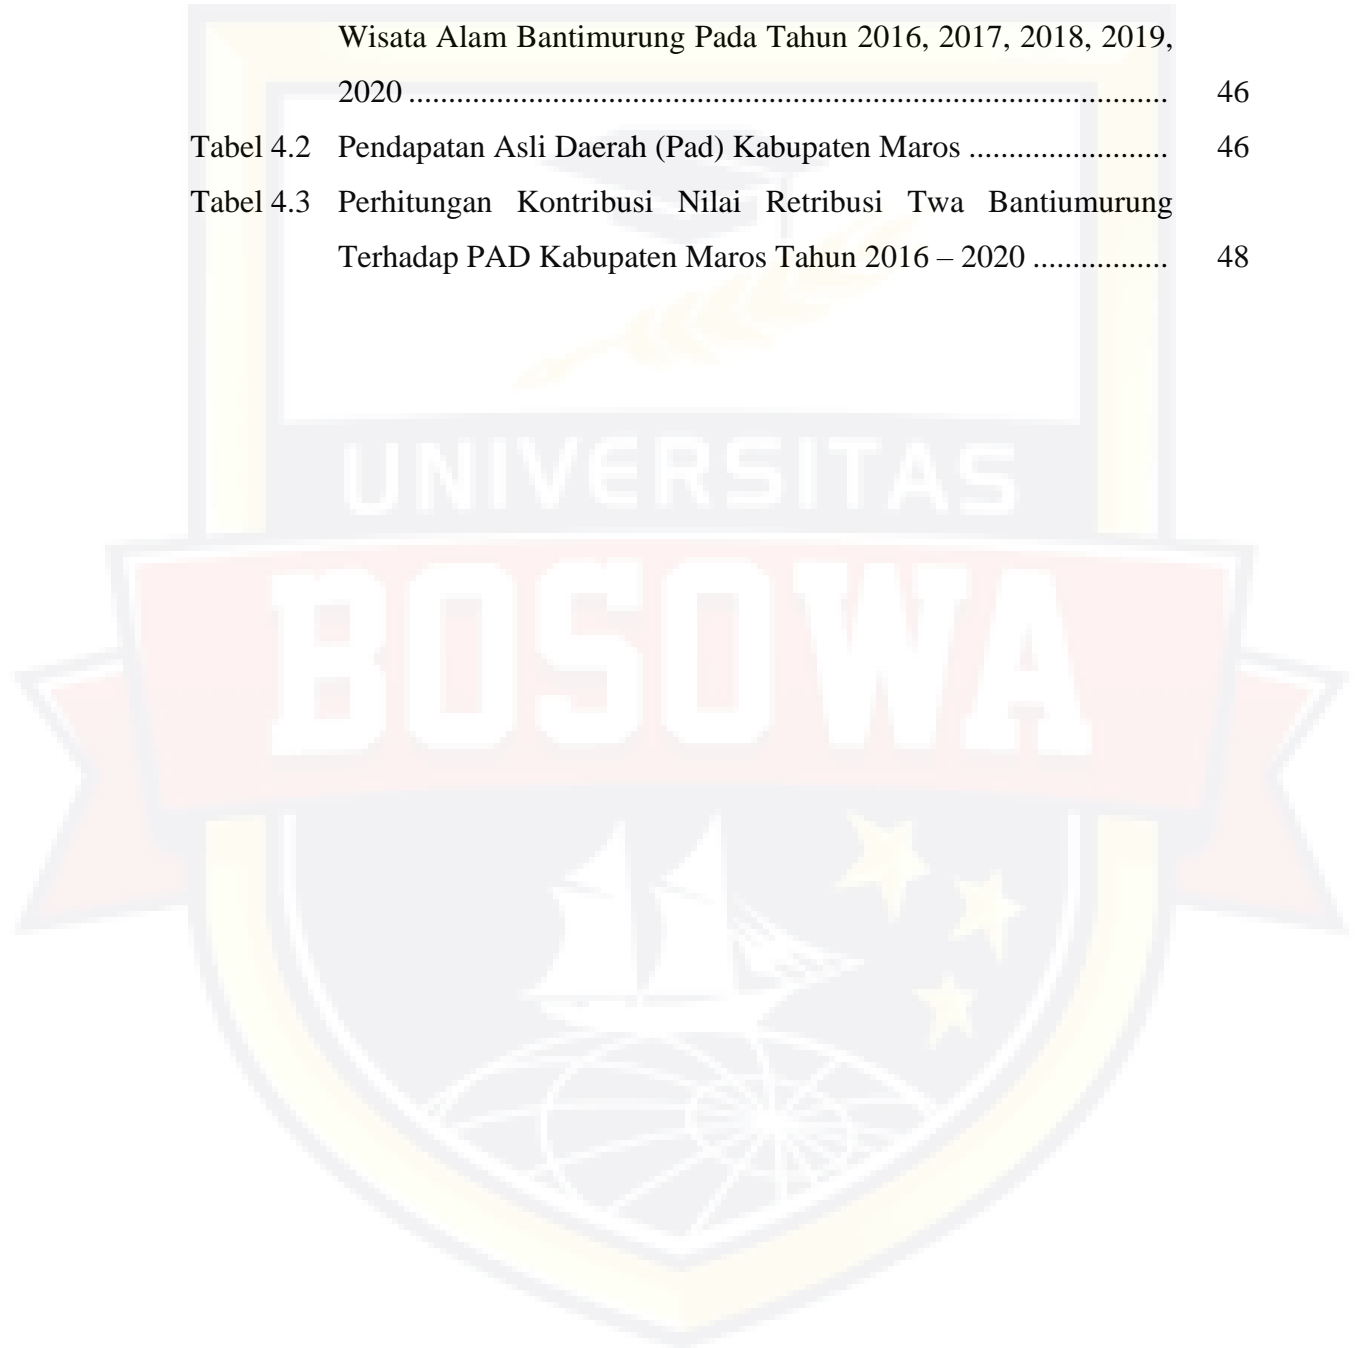 Wisata Alam Bantimurung Pada Tahun 2016, 2017, 2018, 2019,
2020 ............................................................................................... 46
Tabel 4.2 Pendapatan Asli Daerah (Pad) Kabupaten Maros ......................... 46
Tabel 4.3 Perhitungan Kontribusi Nilai Retribusi Twa Bantiumurung
Terhadap PAD Kabupaten Maros Tahun 2016 – 2020 ................. 48
UNIVERSITAS
BOSOWA